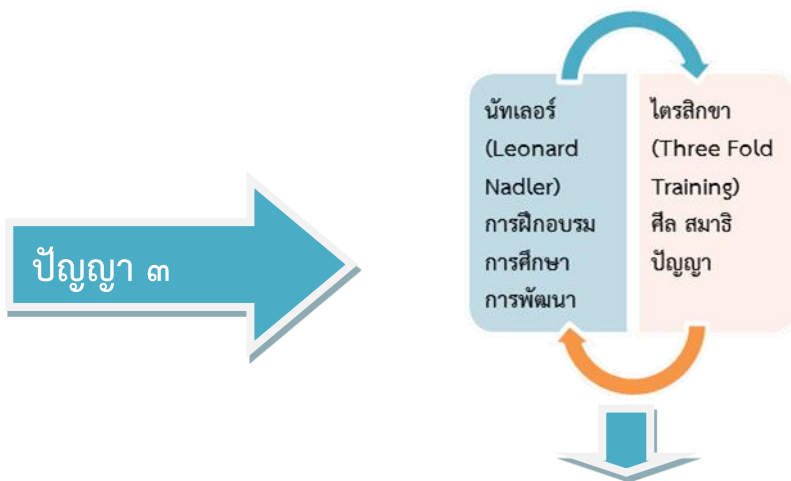 ปัญญา ๓
นัทเลอร์
(Leonard
Nadler)
การฝึกอบรม
การศึกษา
การพัฒนา
ไตรสิกขา
(Three Fold
Training)
ศีล สมาธิ
ปัญญา